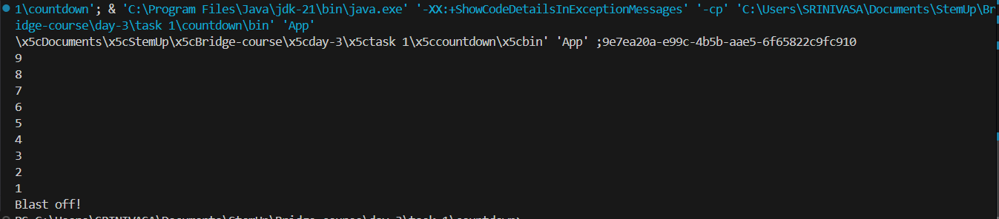 1\countdown'; & 'C:\Program Files\Java\jdk-21\bin\java.exe' '-XX:+ShowCodeDetailsInExceptionMessages' '-cp' 'C:\Users\SRINIVASA\Documents\StemUp\Br
idge-course\day-3\task 1\countdown\bin' 'App'
\x5cDocuments\x5cStemUp\x5cBridge-course\x5cday-3\x5ctask 1\x5ccountdown\x5cbin' 'App' ;9e7ea20a-e99c-4b5b-aae5-6f65822c9fc910
9
8
7
6
5
4
3
2
1
Blast off!
PS C:\Users\SRINIVASA\Documents\StemUp\Bridge-course\day-3\task 1\countdown>